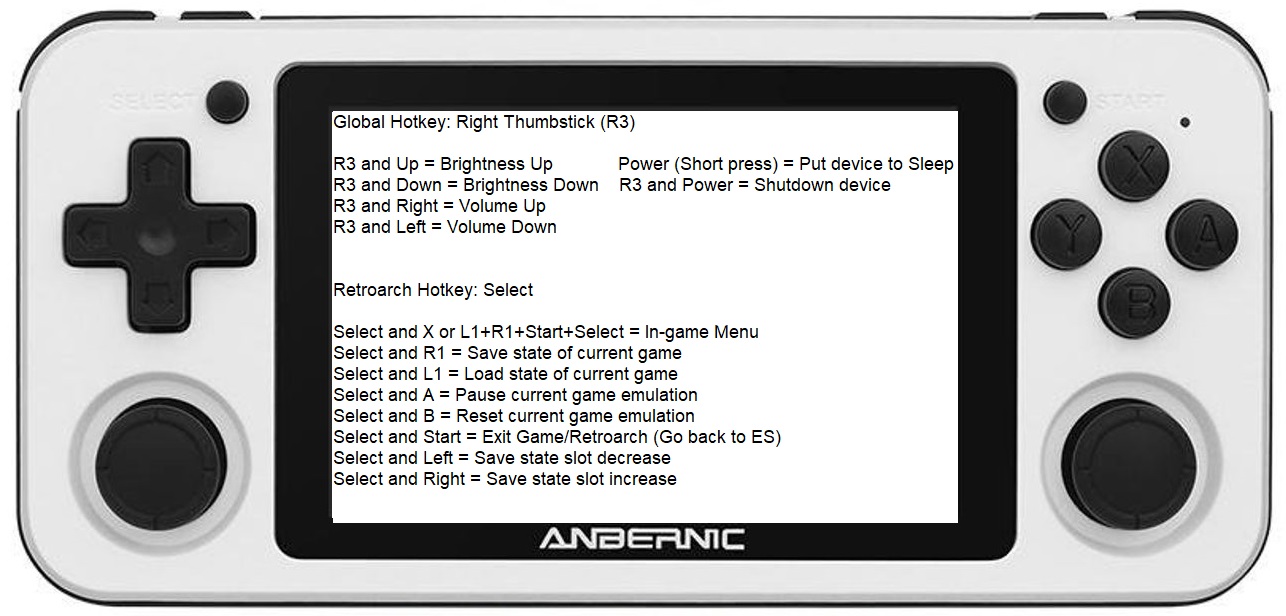 SELECT
START
X
Y
A
B
Global Hotkey: Right Thumbstick (R3)
R3 and Up = Brightness Up Power (Short press) = Put device to Sleep
R3 and Down = Brightness Down R3 and Power = Shutdown device
R3 and Right = Volume Up
R3 and Left = Volume Down
Retroarch Hotkey: Select
Select and X or L1+R1+Start+Select = In-game Menu
Select and R1 = Save state of current game
Select and L1 = Load state of current game
Select and A = Pause current game emulation
Select and B = Reset current game emulation
Select and Start = Exit Game/Retroarch (Go back to ES)
Select and Left = Save state slot decrease
Select and Right = Save state slot increase
ANBERNIC